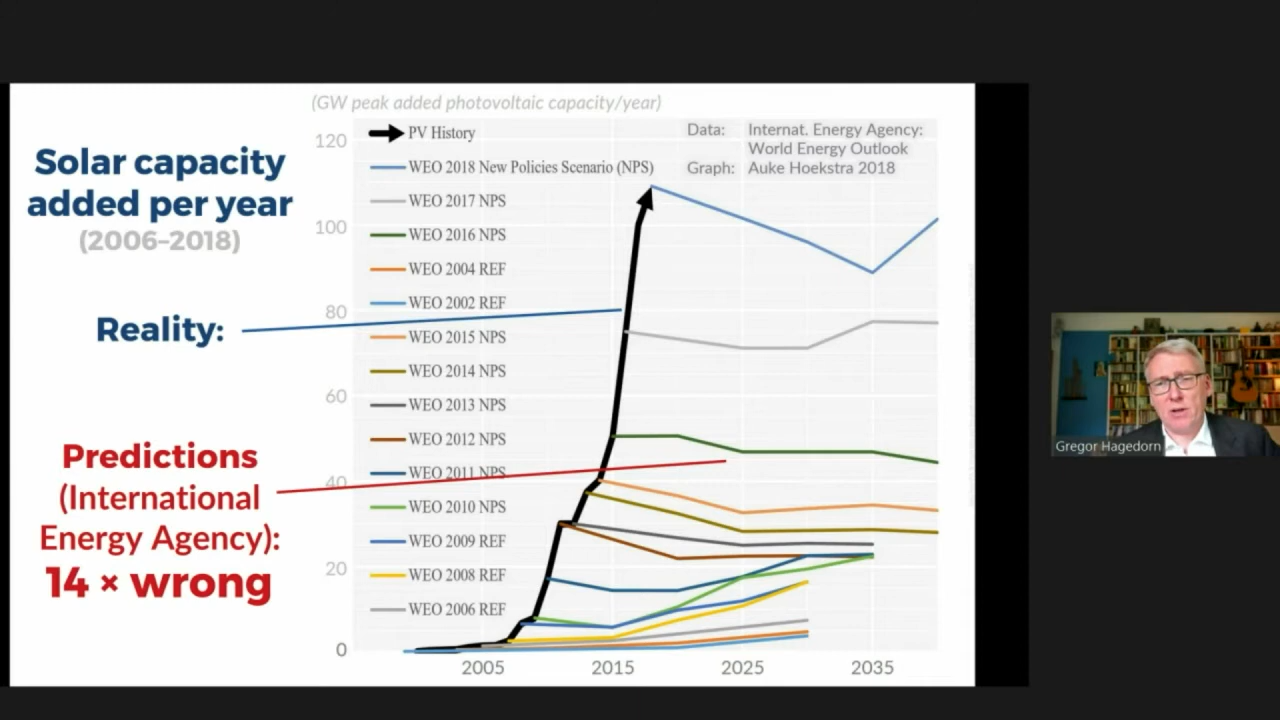 (GW peak added photovoltaic capacity/year)
Solar capacity
added per year
(2006–2018)
Reality:
Predictions
(International
Energy Agency):
14 × wrong
120
100
80
60
40
20
0
PV History
WEO 2018 New Policies Scenario (NPS)
WEO 2017 NPS
WEO 2016 NPS
WEO 2004 REF
WEO 2002 REF
WEO 2015 NPS
WEO 2014 NPS
WEO 2013 NPS
WEO 2012 NPS
WEO 2011 NPS
WEO 2010 NPS
WEO 2009 REF
WEO 2008 REF
WEO 2006 REF
Data: Internat. Energy Agency:
World Energy Outlook
Graph: Auke Hoekstra 2018
2005 2015 2025 2035
Gregor Hagedorn